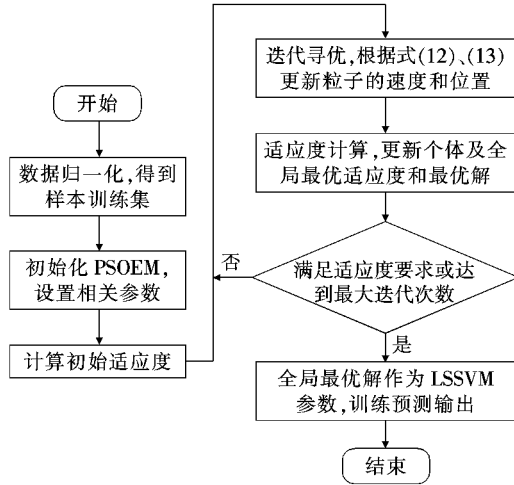 开始
数据归一化,得到
样本训练集
初始化 PSOEM,
设置相关参数
计算初始适应度
迭代寻优,根据式(12)、(13)
更新粒子的速度和位置
适应度计算,更新个体及全
局最优适应度和最优解
满足适应度要求或达
到最大迭代次数
否
是
全局最优解作为 LSSVM
参数,训练预测输出
结束